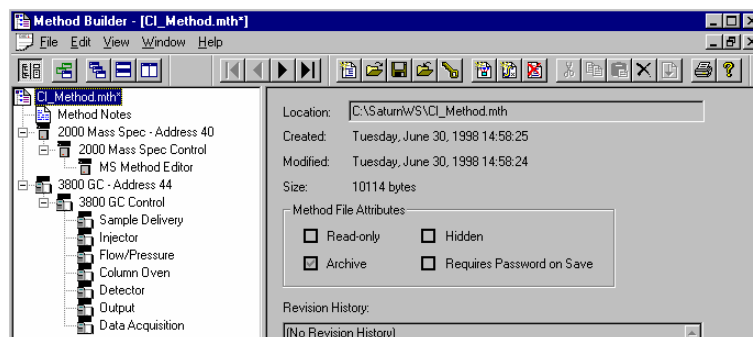 Method Builder - [CI_Method.mth*]
File Edit View Window Help
CI_Method.mth*
Method Notes
2000 Mass Spec - Address 40
2000 Mass Spec Control
MS Method Editor
3800 GC - Address 44
3800 GC Control
Sample Delivery
Injector
Flow/Pressure
Column Oven
Detector
Output
Data Acquisition
Location: C:\SaturnWS\CI_Method.mth
Created: Tuesday, June 30, 1998 14:58:25
Modified: Tuesday, June 30, 1998 14:58:24
Size: 10114 bytes
Method File Attributes
Read-only Hidden
Archive Requires Password on Save
Revision History:
(No Revision History)